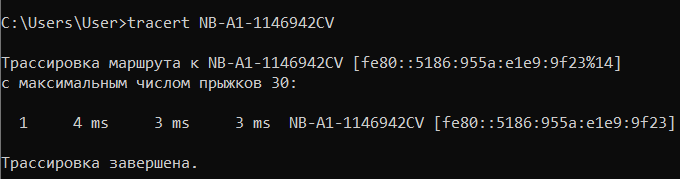 C:\Users\User>tracert NB-A1-1146942CV
Трассировка маршрута к NB-A1-1146942CV [fe80::5186:955a:e1e9:9f23%14]
с максимальным числом прыжков 30:
1 4 ms 3 ms 3 ms NB-A1-1146942CV [fe80::5186:955a:e1e9:9f23]
Трассировка завершена.